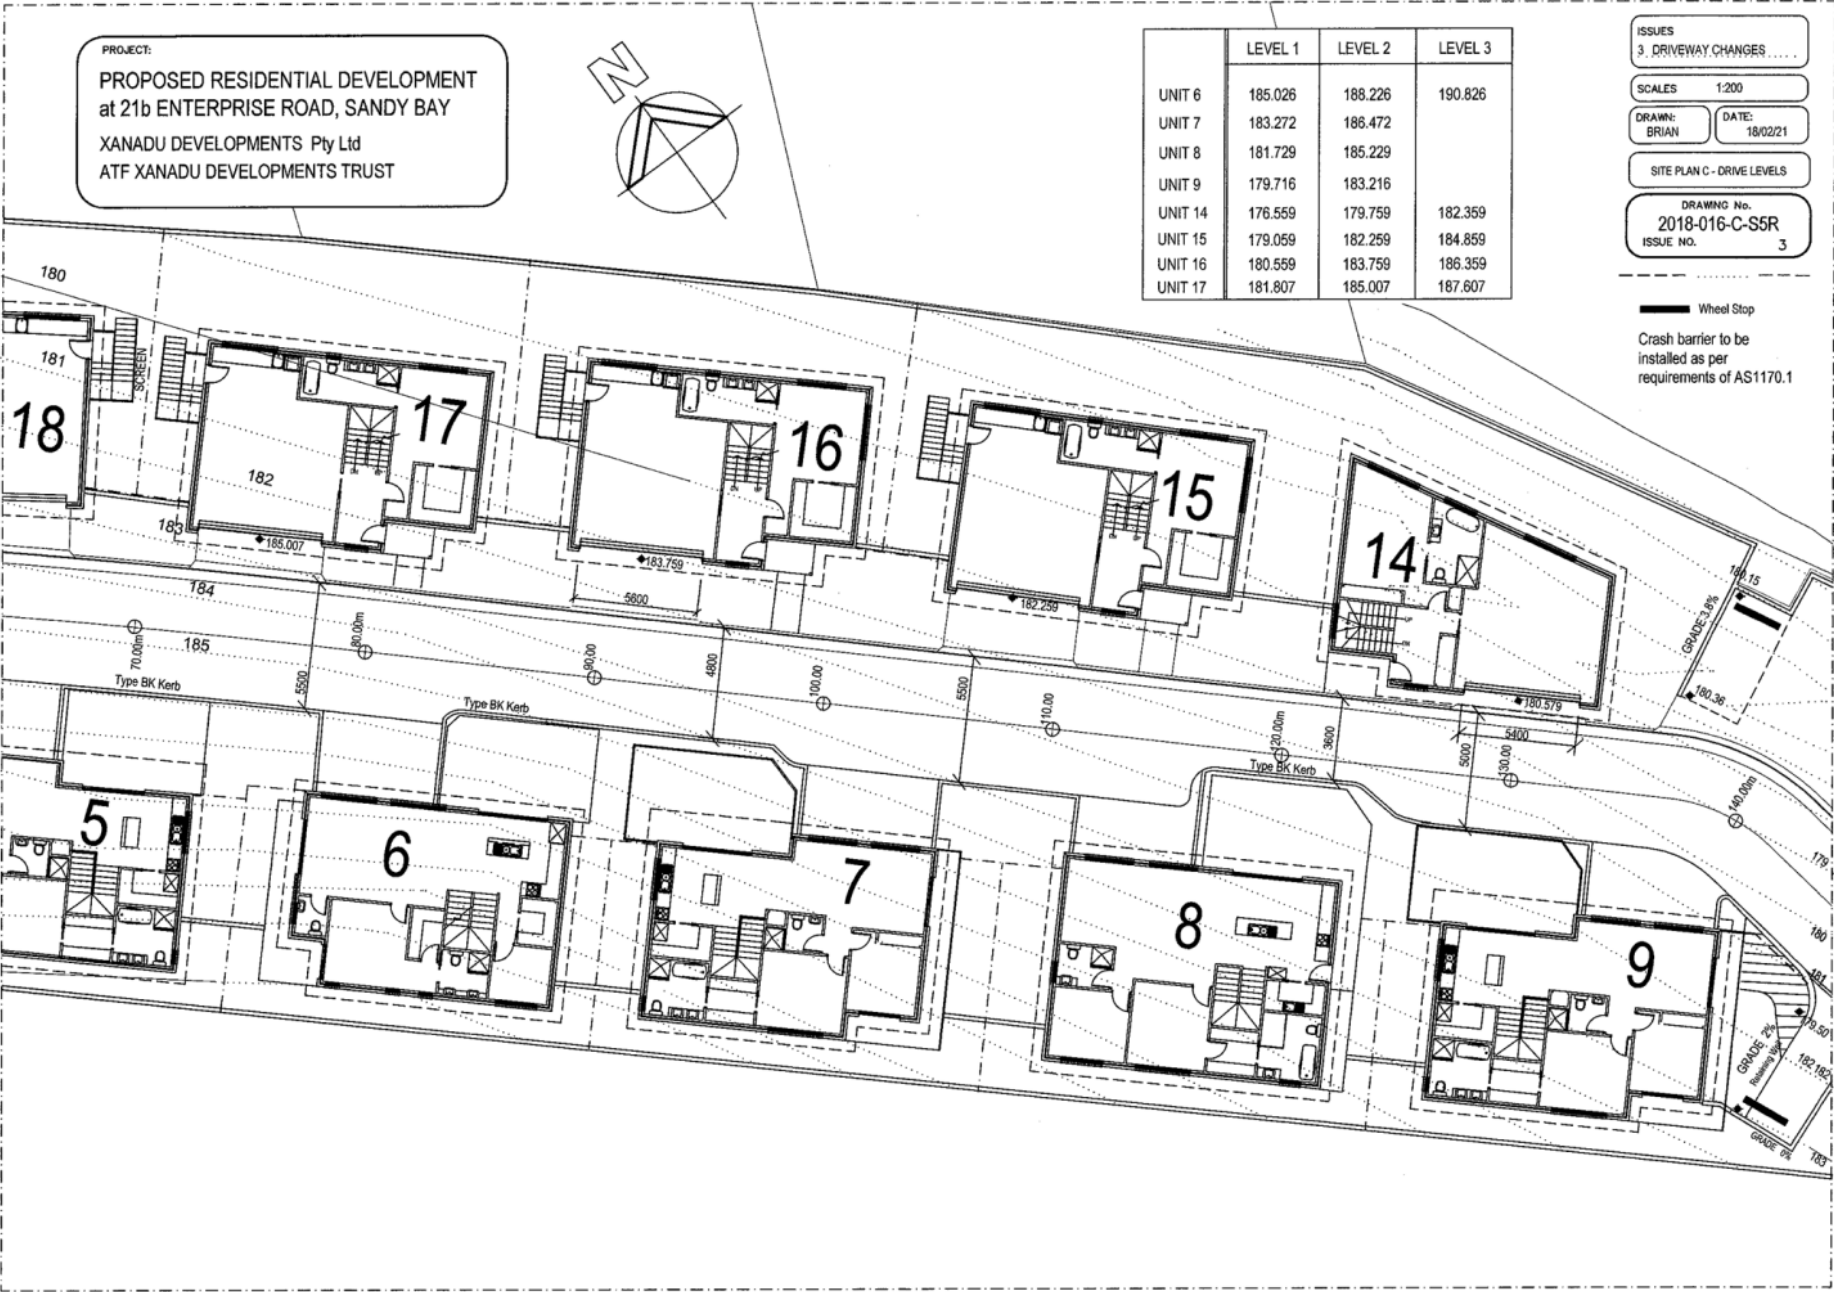 PROJECT:
PROPOSED RESIDENTIAL DEVELOPMENT
at 21b ENTERPRISE ROAD, SANDY BAY
XANADU DEVELOPMENTS Pty Ltd
ATF XANADU DEVELOPMENTS TRUST
N
LEVEL 1 LEVEL 2 LEVEL 3
UNIT 6 185.026 188.226 190.826
UNIT 7 183.272 186.472
UNIT 8 181.729 185.229
UNIT 9 179.716 183.216
UNIT 14 176.559 179.759 182.359
UNIT 15 179.059 182.259 184.859
UNIT 16 180.559 183.759 186.359
UNIT 17 181.807 185.007 187.607
ISSUES
3 DRIVEWAY CHANGES
SCALES 1:200
DRAWN: BRIAN
DATE: 18/02/21
SITE PLAN C - DRIVE LEVELS
DRAWING No.
2018-016-C-S5R
ISSUE NO. 3
Wheel Stop
Crash barrier to be
installed as per
requirements of AS1170.1
180
181
SCREEN
18
17
16
15
14
182
183
185.007
183.759
182.259
180.579
180.15
GRADE 3.8%
180.36
184
185
5600
70.00m
80.00m
90.00
100.00
110.00
120.00m
130.00
140.00m
5500
4800
5500
3600
5000
5400
Type BK Kerb
Type BK Kerb
Type BK Kerb
5
6
7
8
9
179
180
181
179.50
182 182
GRADE 2%
Retaining Wall
GRADE 0%
183